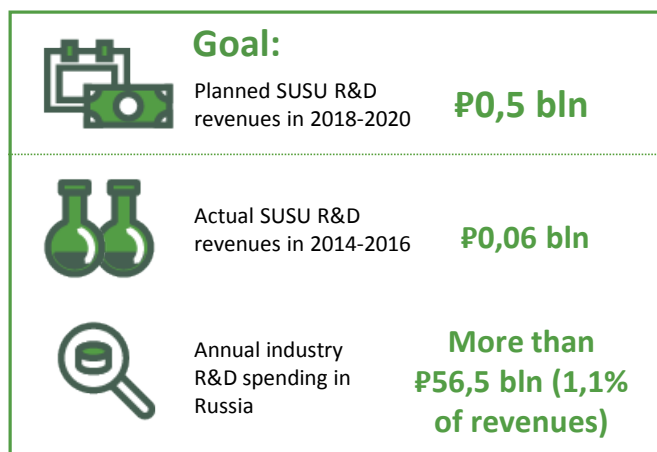 Goal:
Planned SUSU R&D
revenues in 2018-2020
₽0,5 bln
Actual SUSU R&D
revenues in 2014-2016
₽0,06 bln
Annual industry
R&D spending in
Russia
More than
₽56,5 bln (1,1%
of revenues)